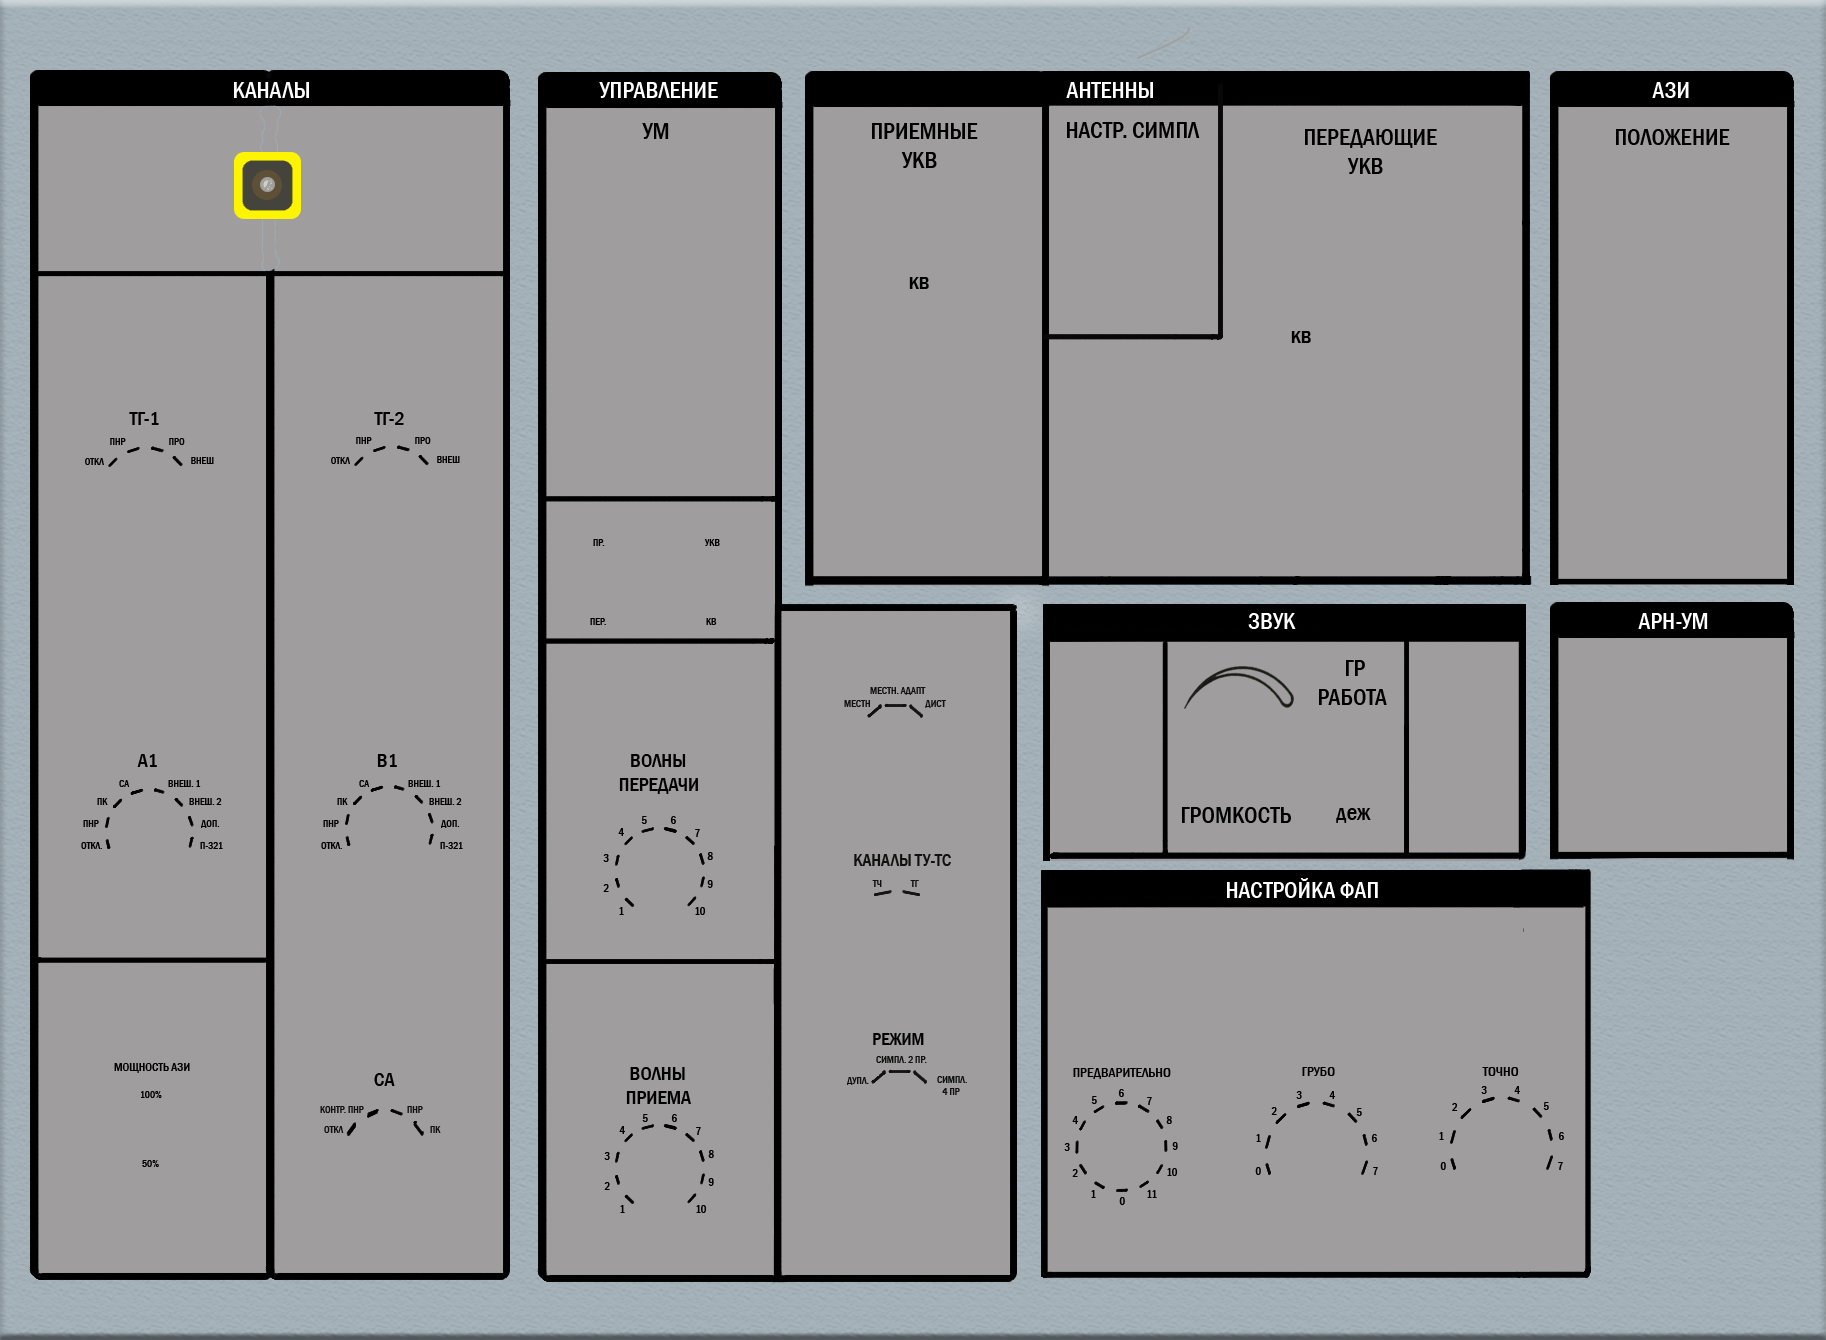 КАНАЛЫ
ТГ-1
ПНР ПРО
ОТКЛ ВНЕШ
ТГ-2
ПНР ПРО
ОТКЛ ВНЕШ
А1
СА ВНЕШ. 1
ПК ВНЕШ. 2
ПНР ДОП.
ОТКЛ. П-321
В1
СА ВНЕШ. 1
ПК ВНЕШ. 2
ПНР ДОП.
ОТКЛ. П-321
МОЩНОСТЬ АЗИ
100%
50%
СА
КОНТР. ПНР ПНР
ОТКЛ ПК
УПРАВЛЕНИЕ
УМ
ПР. УКВ
ПЕР. КВ
ВОЛНЫ
ПЕРЕДАЧИ
5 6
4 7
3 8
2 9
1 10
ВОЛНЫ
ПРИЕМА
5 6
4 7
3 8
2 9
1 10
МЕСТН. АДАПТ
МЕСТН ДИСТ
КАНАЛЫ ТУ-ТС
ТЧ ТГ
РЕЖИМ
СИМПЛ. 2 ПР.
ДУПЛ. СИМПЛ.
4 ПР
АНТЕННЫ
ПРИЕМНЫЕ
УКВ
КВ
НАСТР. СИМПЛ
ПЕРЕДАЮЩИЕ
УКВ
КВ
АЗИ
ПОЛОЖЕНИЕ
ЗВУК
ГР
РАБОТА
ГРОМКОСТЬ деж
АРН-УМ
НАСТРОЙКА ФАП
ПРЕДВАРИТЕЛЬНО
6
5 7
4 8
3 9
2 10
1 11
0
ГРУБО
3 4
2 5
1 6
0 7
ТОЧНО
3 4
2 5
1 6
0 7